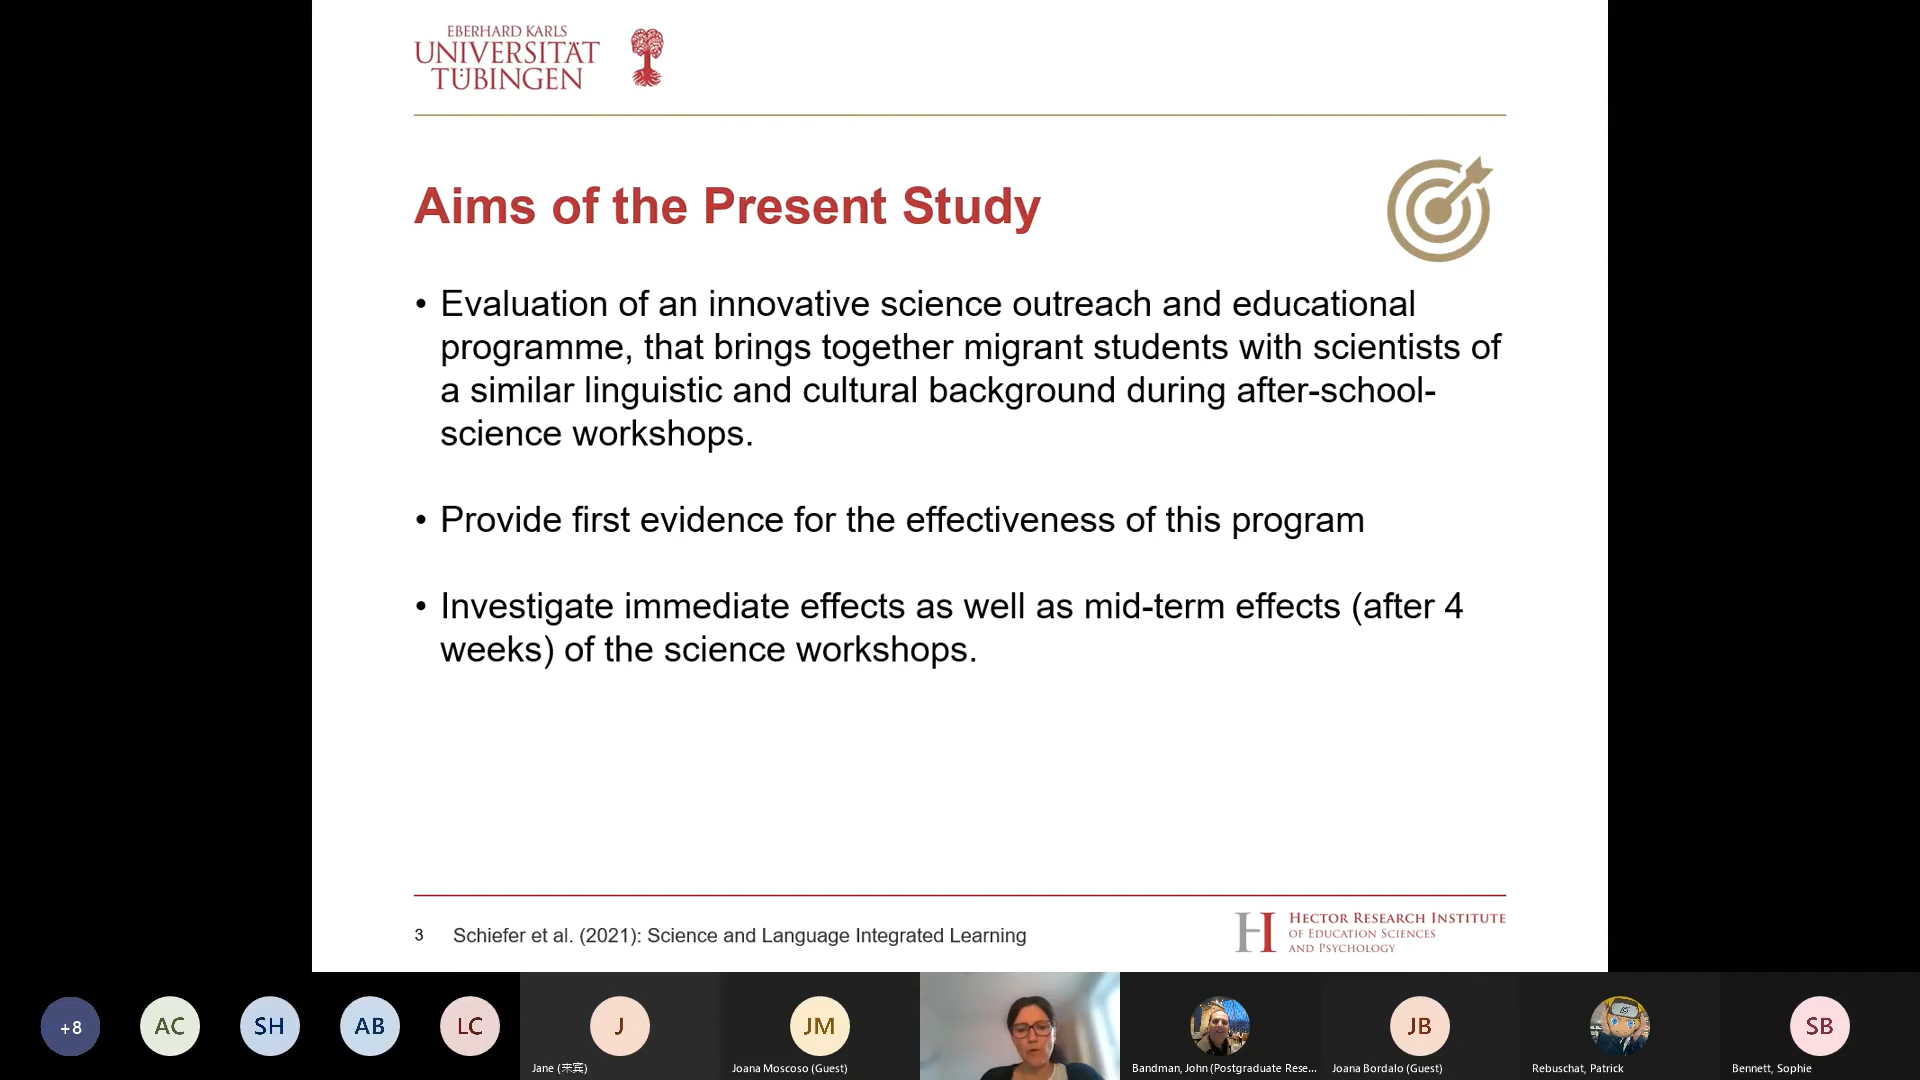 EBERHARD KARLS
UNIVERSITÄT
TÜBINGEN
Aims of the Present Study
• Evaluation of an innovative science outreach and educational
programme, that brings together migrant students with scientists of
a similar linguistic and cultural background during after-school-
science workshops.
• Provide first evidence for the effectiveness of this program
• Investigate immediate effects as well as mid-term effects (after 4
weeks) of the science workshops.
3 Schiefer et al. (2021): Science and Language Integrated Learning
HECTOR RESEARCH INSTITUTE
OF EDUCATION SCIENCES
AND PSYCHOLOGY
+8
AC
SH
AB
LC
J
Jane (来宾)
JM
Joana Moscoso (Guest)
Bandman, John (Postgraduate Rese...
JB
Joana Bordalo (Guest)
Rebuschat, Patrick
SB
Bennett, Sophie